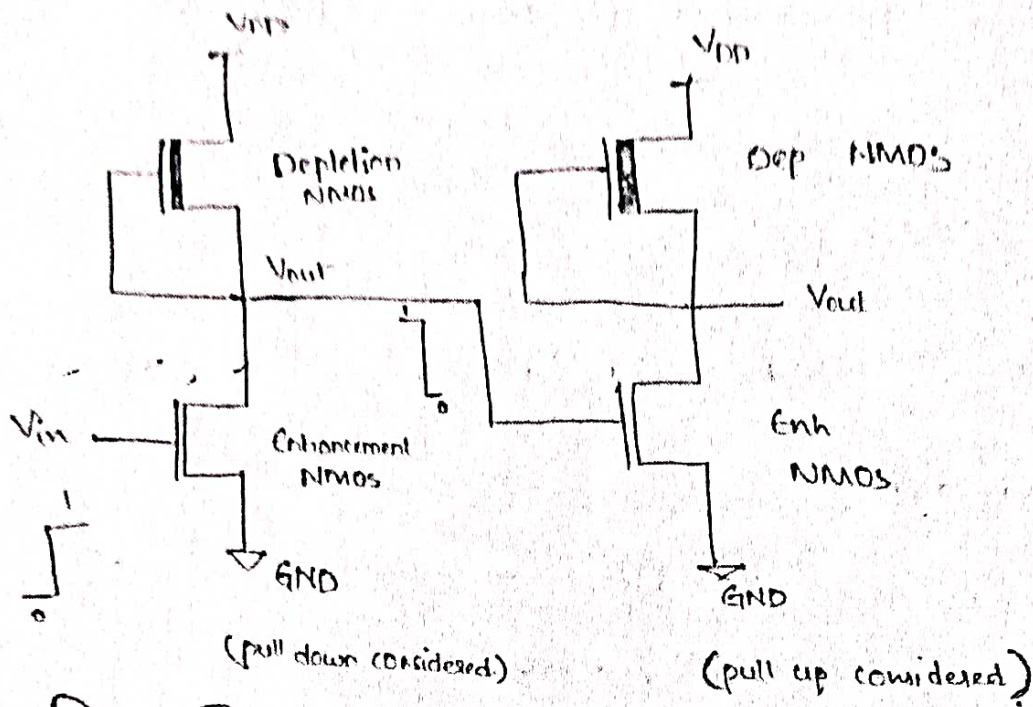 VDD
VDD
Depletion
NMOS
Dep NMOS
Vout
Vout
1
0
Vin
Enhancement
NMOS
Enh
NMOS
1
0
GND
GND
(pull down considered)
(pull up considered)